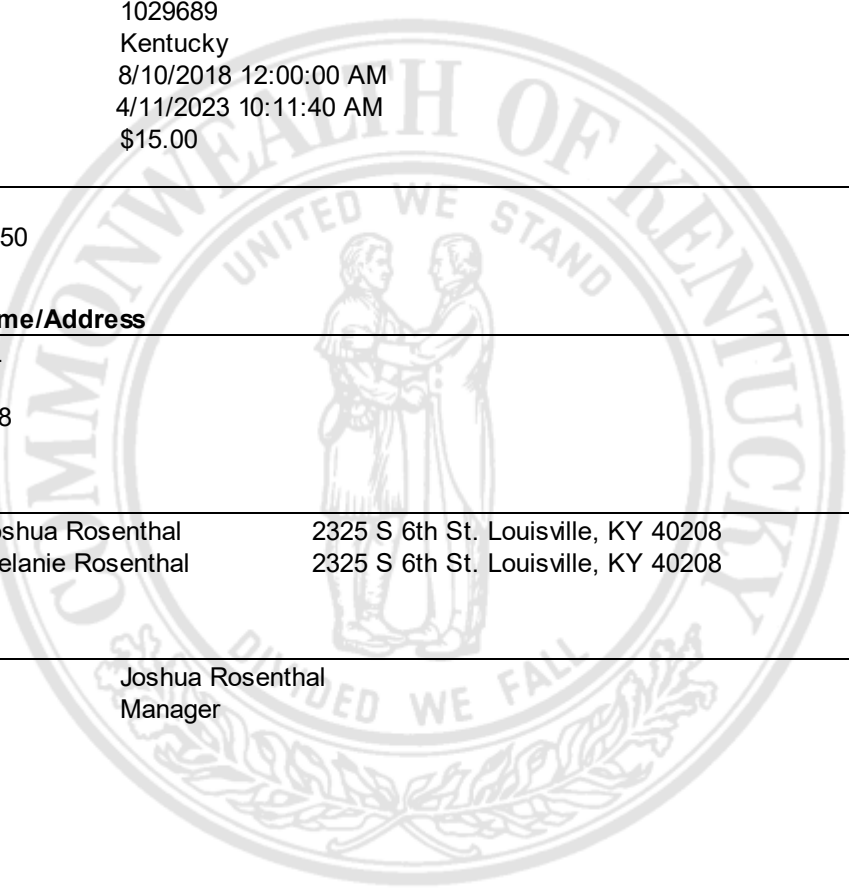 1029689
Kentucky
8/10/2018 12:00:00 AM
4/11/2023 10:11:40 AM
$15.00
50
me/Address
8
oshua Rosenthal 2325 S 6th St. Louisville, KY 40208
elanie Rosenthal 2325 S 6th St. Louisville, KY 40208
Joshua Rosenthal
Manager
COMMONWEALTH OF KENTUCKY
UNITED WE STAND
DIVIDED WE FALL